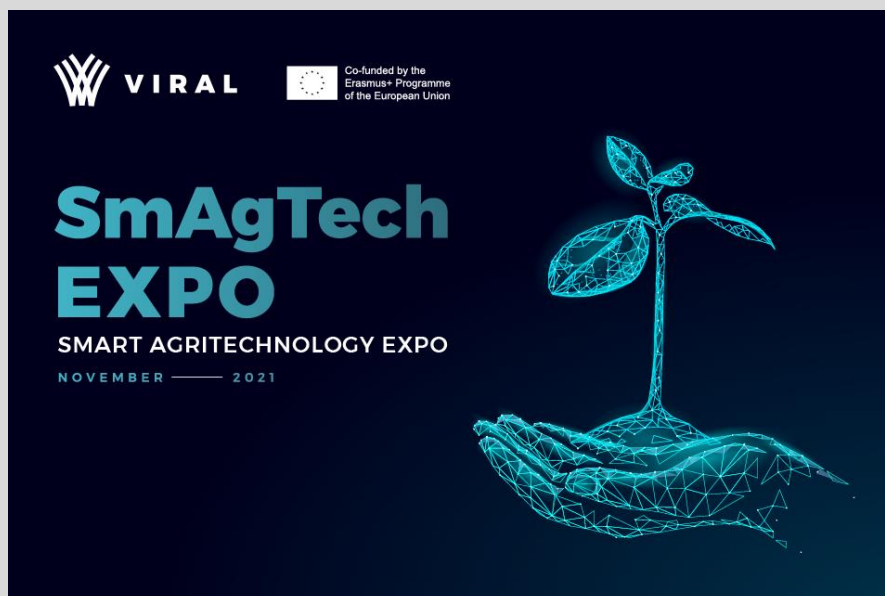 VIRAL
Co-funded by the
Erasmus+ Programme
of the European Union
SmAgTech
EXPO
SMART AGRITECHNOLOGY EXPO
NOVEMBER —— 2021